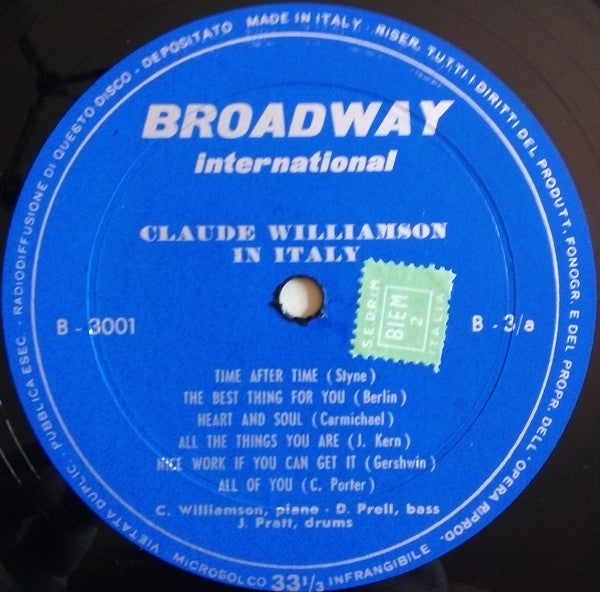 BROADWAY
international
CLAUDE WILLIAMSON
IN ITALY
B - 3001
B - 3/a
S.E.D.R.I.M.
BIEM
2
ITALIA
TIME AFTER TIME (Styne)
THE BEST THING FOR YOU (Berlin)
HEART AND SOUL (Carmichael)
ALL THE THINGS YOU ARE (J. Kern)
NICE WORK IF YOU CAN GET IT (Gershwin)
ALL OF YOU (C. Porter)
C. Williamson, piano - D. Prell, bass
J. Pratt, drums
MADE IN ITALY · RISER. TUTTI I DIRITTI DEL PRODUTT. FONOGR. E DEL PROPR. DELL' OPERA RIPROD.
VIETATA DUPLIC. · PUBBLICA ESEC. · RADIODIFFUSIONE DI QUESTO DISCO - DEPOSITATO
MICROSOLCO 33 1/3 INFRANGIBILE